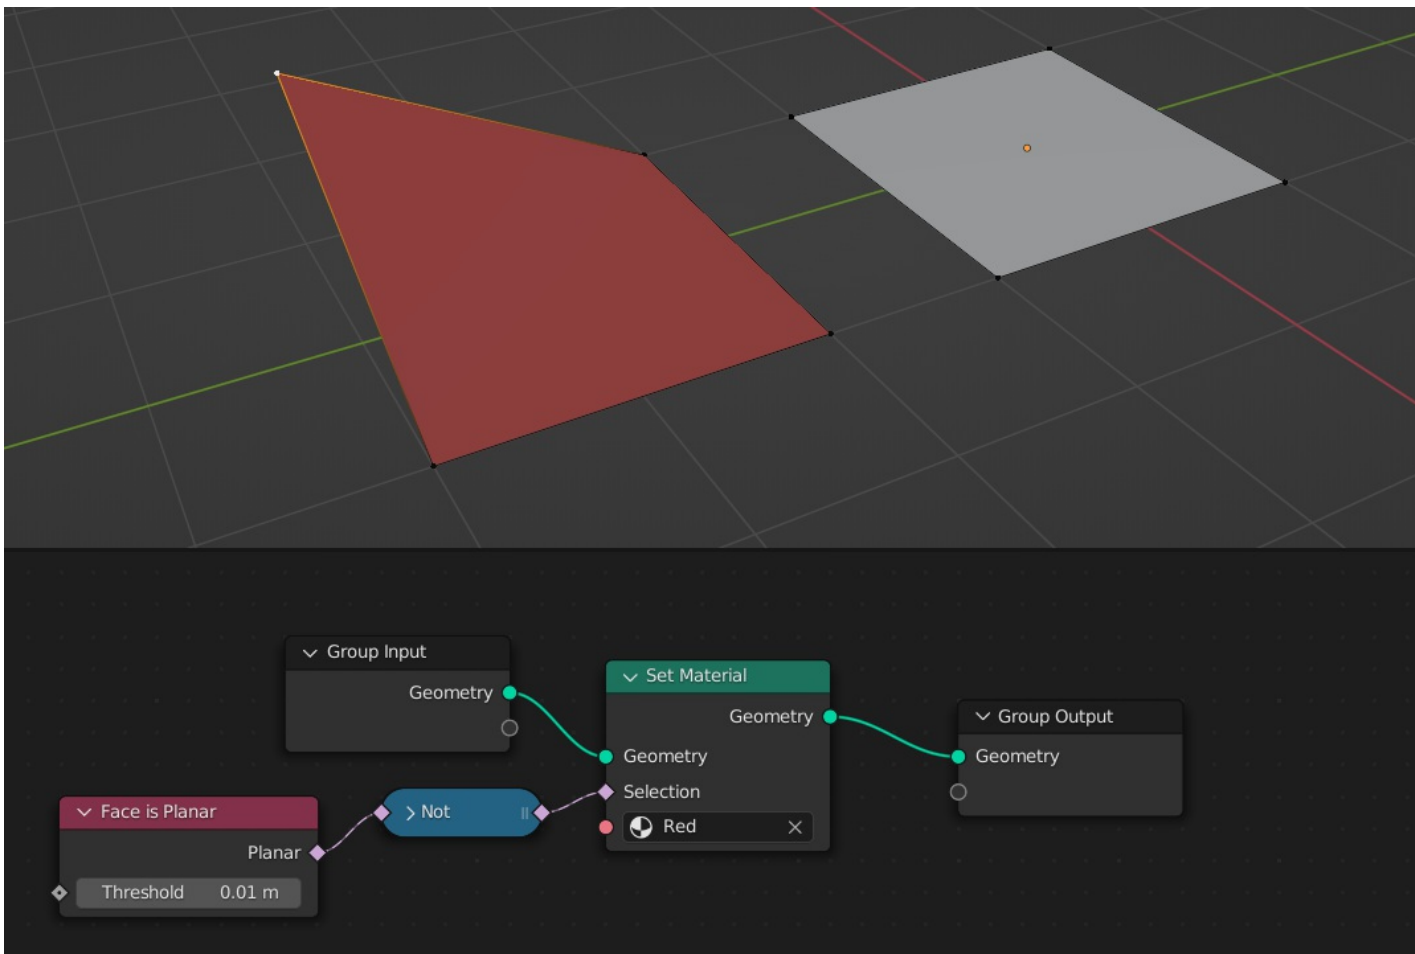 Group Input
Geometry
Set Material
Geometry
Geometry
Selection
Red
Group Output
Geometry
Face is Planar
Planar
Threshold 0.01 m
Not